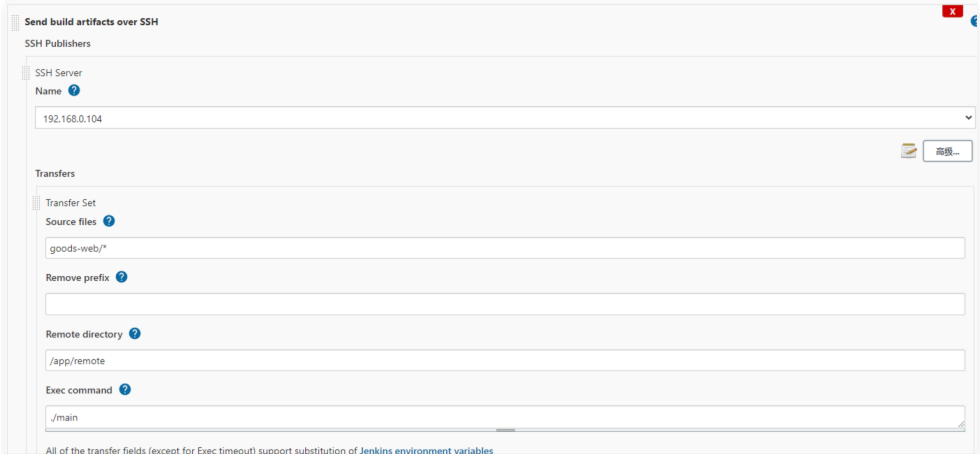 X
Send build artifacts over SSH
?
SSH Publishers
SSH Server
Name ?
192.168.0.104
高级...
Transfers
Transfer Set
Source files ?
goods-web/*
Remove prefix ?
Remote directory ?
/app/remote
Exec command ?
./main
All of the transfer fields (except for Exec timeout) support substitution of Jenkins environment variables